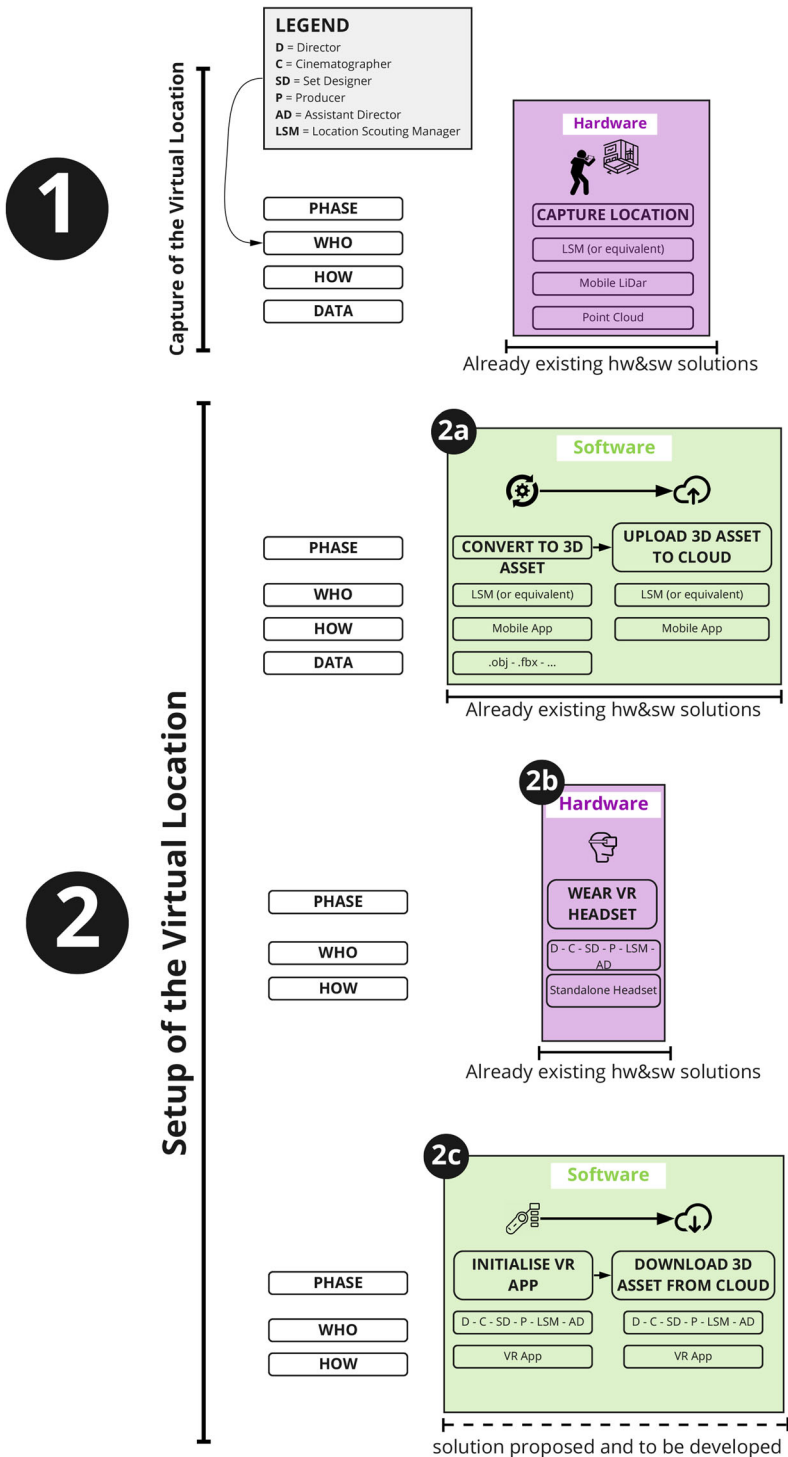 LEGEND
D = Director
C = Cinematographer
SD = Set Designer
P = Producer
AD = Assistant Director
LSM = Location Scouting Manager
1
Capture of the Virtual Location
PHASE
WHO
HOW
DATA
Hardware
CAPTURE LOCATION
LSM (or equivalent)
Mobile LiDar
Point Cloud
Already existing hw&sw solutions
2
Setup of the Virtual Location
2a
Software
PHASE
WHO
HOW
DATA
CONVERT TO 3D
ASSET
LSM (or equivalent)
Mobile App
.obj - .fbx - ...
UPLOAD 3D ASSET
TO CLOUD
LSM (or equivalent)
Mobile App
Already existing hw&sw solutions
2b
Hardware
PHASE
WHO
HOW
WEAR VR
HEADSET
D - C - SD - P - LSM -
AD
Standalone Headset
Already existing hw&sw solutions
2c
Software
PHASE
WHO
HOW
INITIALISE VR
APP
D - C - SD - P - LSM - AD
VR App
DOWNLOAD 3D
ASSET FROM CLOUD
D - C - SD - P - LSM - AD
VR App
solution proposed and to be developed